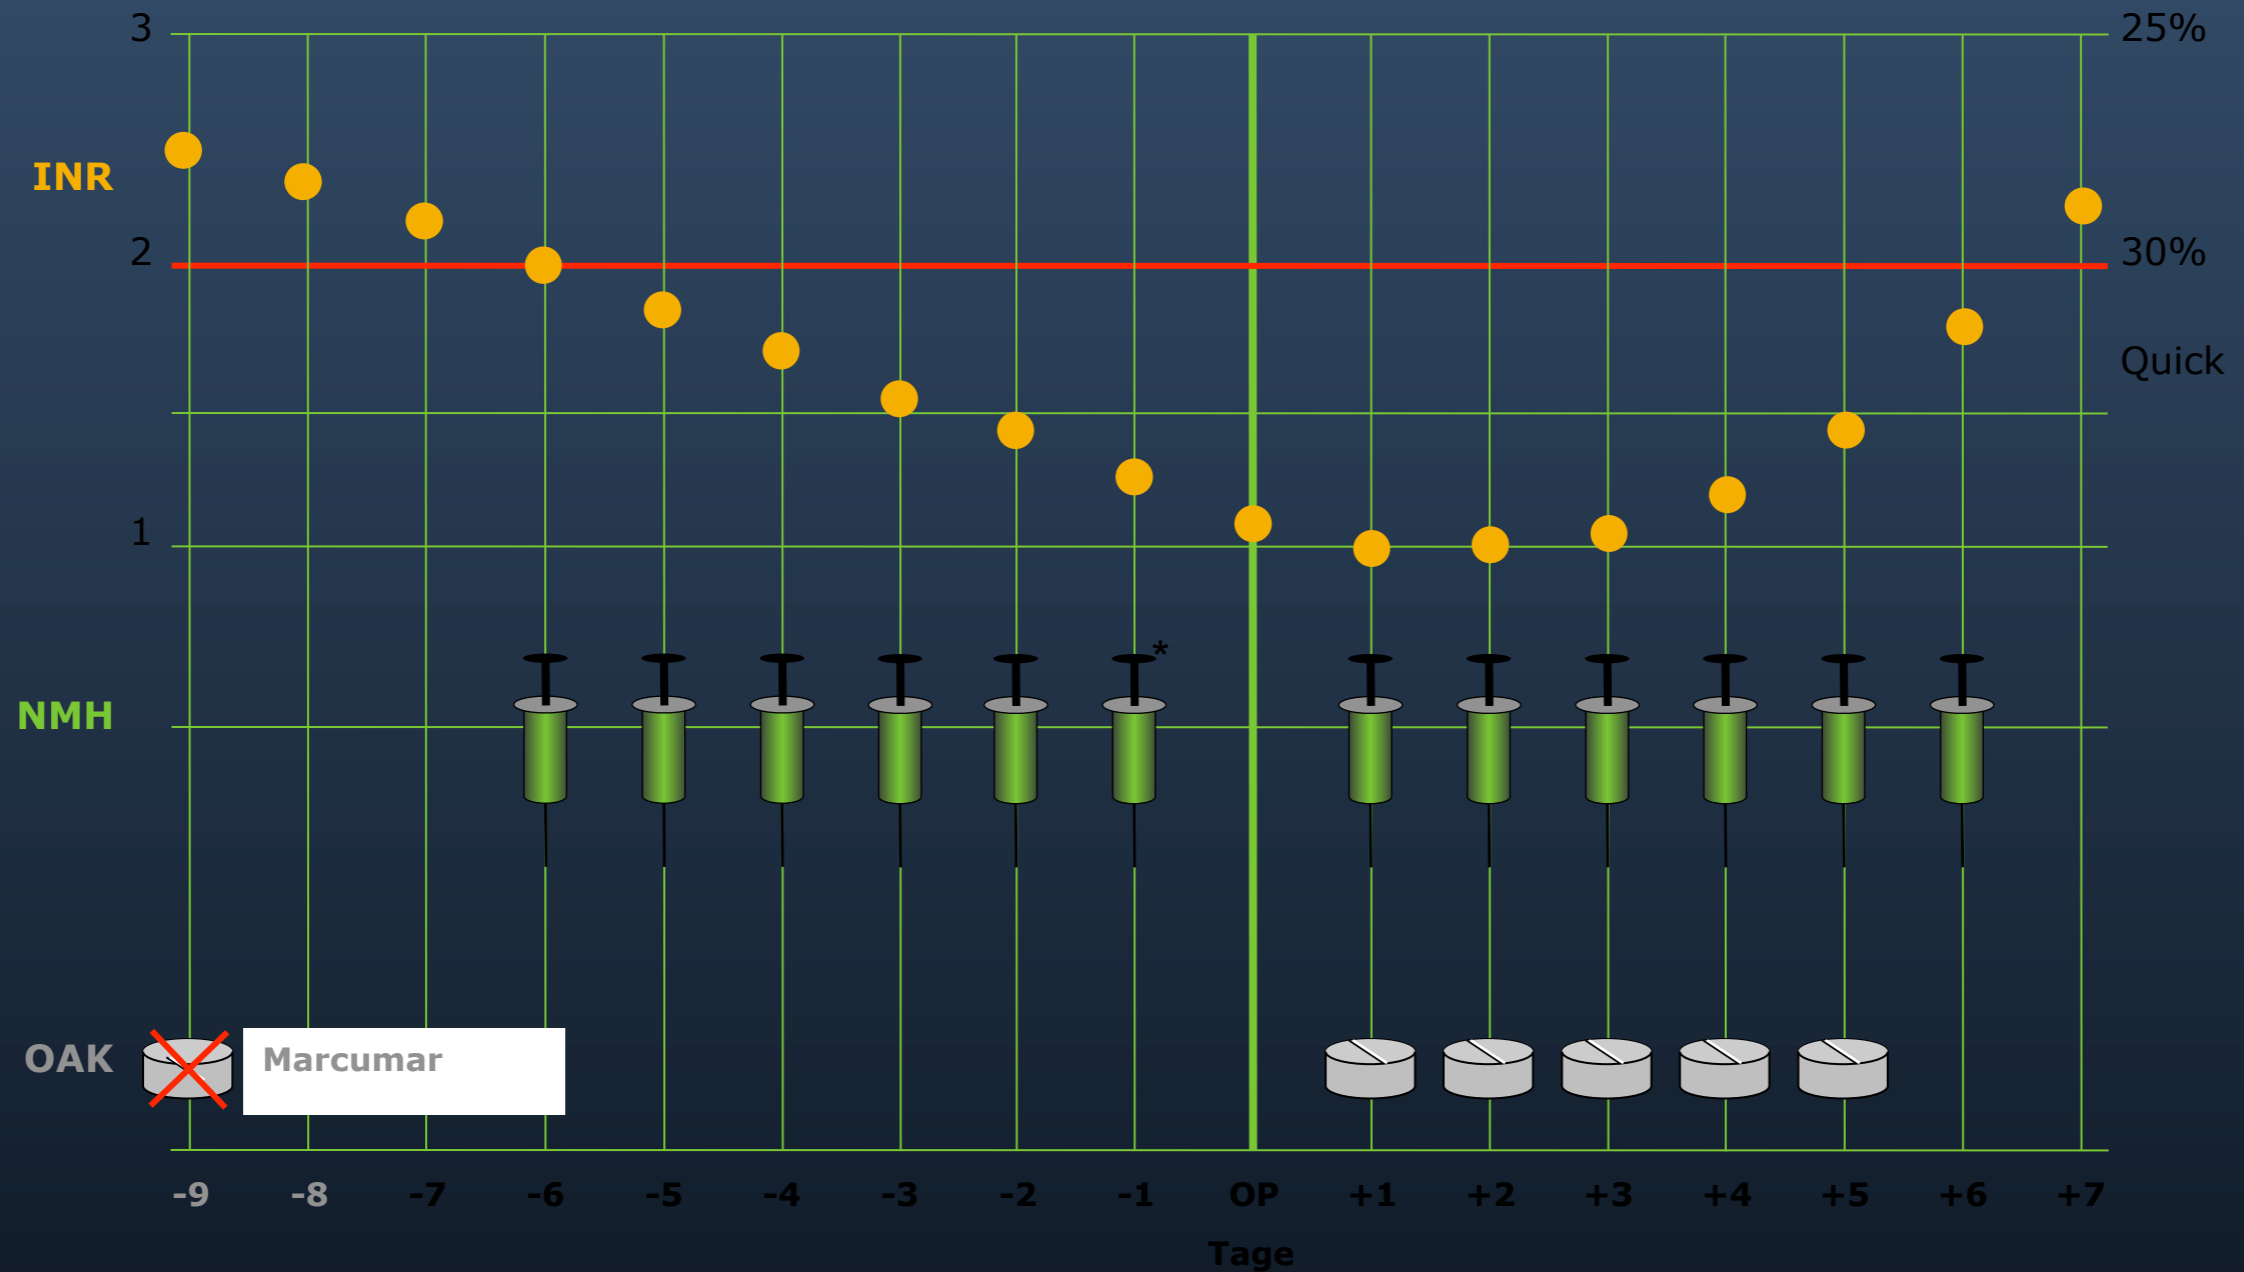 3
25%
INR
2
30%
Quick
1
*
NMH
OAK
Marcumar
-9 -8 -7 -6 -5 -4 -3 -2 -1 OP +1 +2 +3 +4 +5 +6 +7
Tage